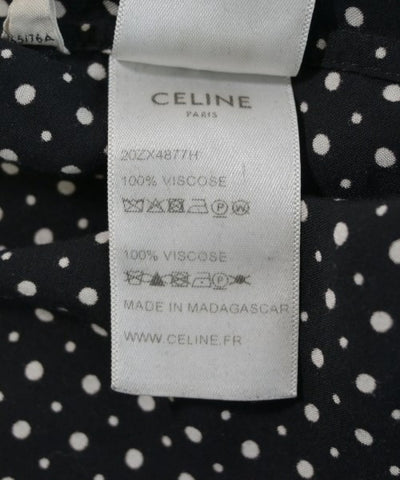 CELINE
PARIS
20ZX4877H
100% VISCOSE
100% VISCOSE
MADE IN MADAGASCAR
WWW.CELINE.FR